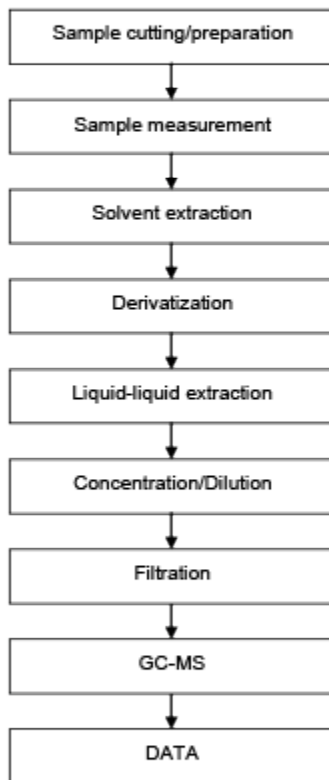 Sample cutting/preparation
Sample measurement
Solvent extraction
Derivatization
Liquid-liquid extraction
Concentration/Dilution
Filtration
GC-MS
DATA